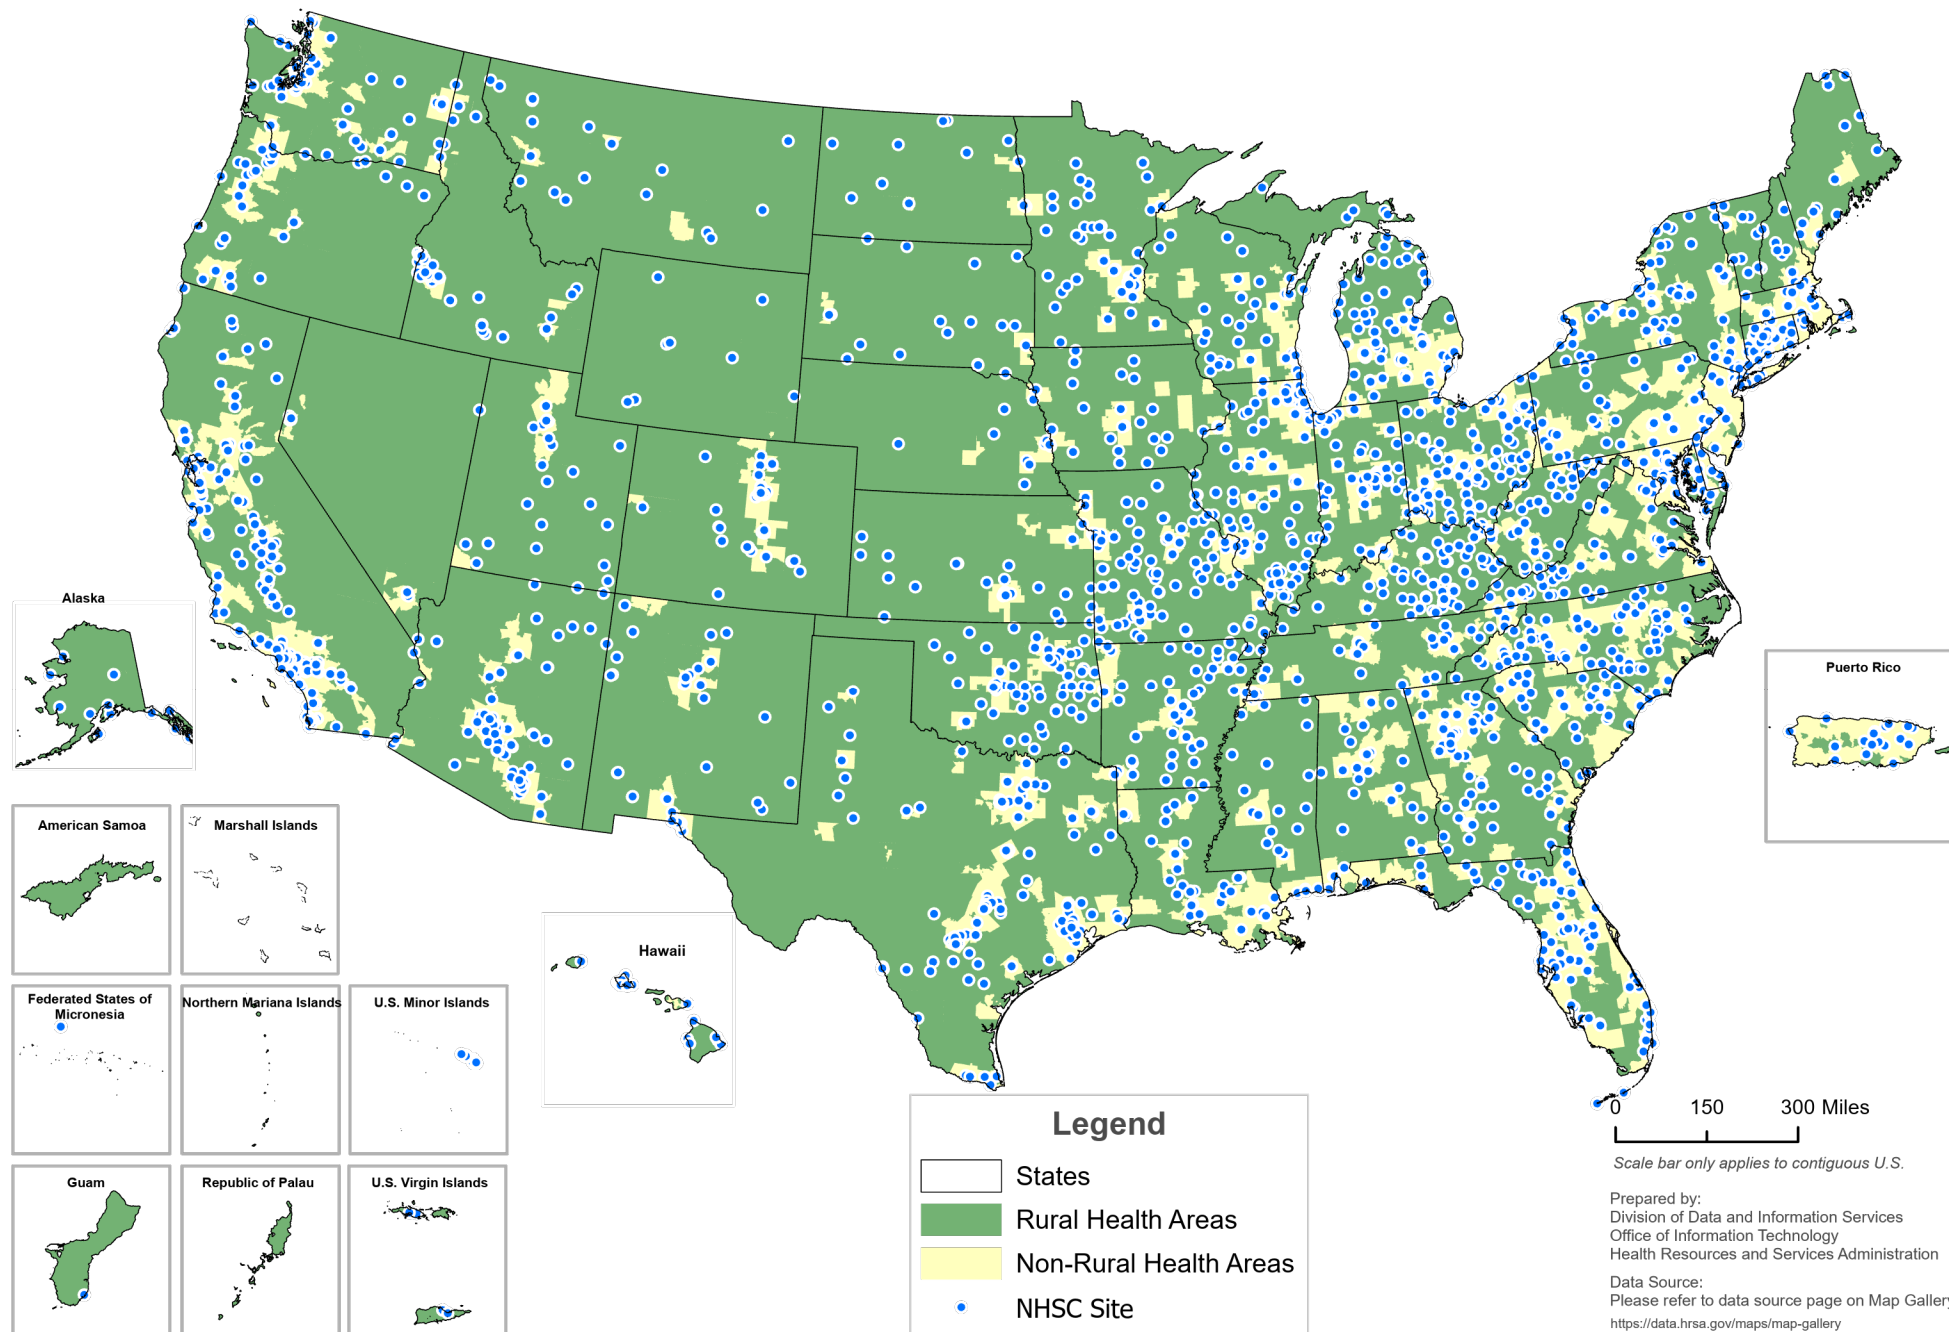 Alaska
Puerto Rico
American Samoa
Marshall Islands
Hawaii
Federated States of
Micronesia
Northern Mariana Islands
U.S. Minor Islands
Guam
Republic of Palau
U.S. Virgin Islands
Legend
States
Rural Health Areas
Non-Rural Health Areas
NHSC Site
0 150 300 Miles
Scale bar only applies to contiguous U.S.
Prepared by:
Division of Data and Information Services
Office of Information Technology
Health Resources and Services Administration
Data Source:
Please refer to data source page on Map Gallery
https://data.hrsa.gov/maps/map-gallery